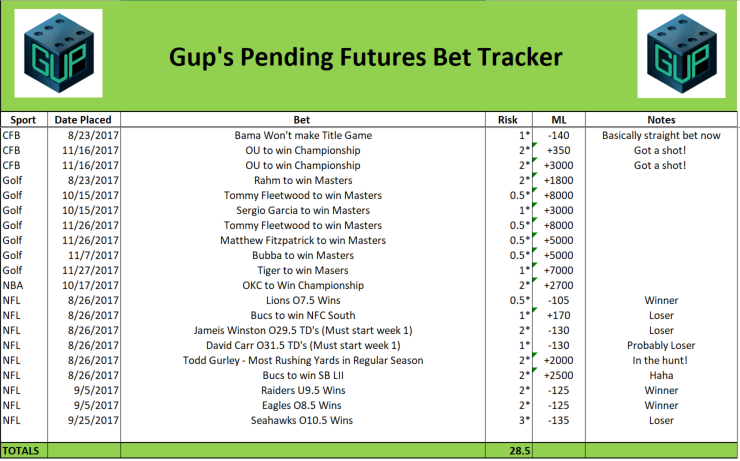 GUP
Gup's Pending Futures Bet Tracker
GUP
Sport Date Placed Bet Risk ML Notes
CFB 8/23/2017 Bama Won't make Title Game 1* -140 Basically straight bet now
CFB 11/16/2017 OU to win Championship 2* +350 Got a shot!
CFB 11/16/2017 OU to win Championship 2* +3000 Got a shot!
Golf 8/23/2017 Rahm to win Masters 2* +1800
Golf 10/15/2017 Tommy Fleetwood to win Masters 0.5* +8000
Golf 10/15/2017 Sergio Garcia to win Masters 1* +3000
Golf 11/26/2017 Tommy Fleetwood to win Masters 0.5* +8000
Golf 11/26/2017 Matthew Fitzpatrick to win Masters 0.5* +5000
Golf 11/7/2017 Bubba to win Masters 0.5* +5000
Golf 11/27/2017 Tiger to win Masers 1* +7000
NBA 10/17/2017 OKC to Win Championship 2* +2700
NFL 8/26/2017 Lions O7.5 Wins 0.5* -105 Winner
NFL 8/26/2017 Bucs to win NFC South 1* +170 Loser
NFL 8/26/2017 Jameis Winston O29.5 TD's (Must start week 1) 2* -130 Loser
NFL 8/26/2017 David Carr O31.5 TD's (Must start week 1) 1* -130 Probably Loser
NFL 8/26/2017 Todd Gurley - Most Rushing Yards in Regular Season 2* +2000 In the hunt!
NFL 8/26/2017 Bucs to win SB LII 2* +2500 Haha
NFL 9/5/2017 Raiders U9.5 Wins 2* -125 Winner
NFL 9/5/2017 Eagles O8.5 Wins 2* -125 Winner
NFL 9/25/2017 Seahawks O10.5 Wins 3* -135 Loser
TOTALS 28.5